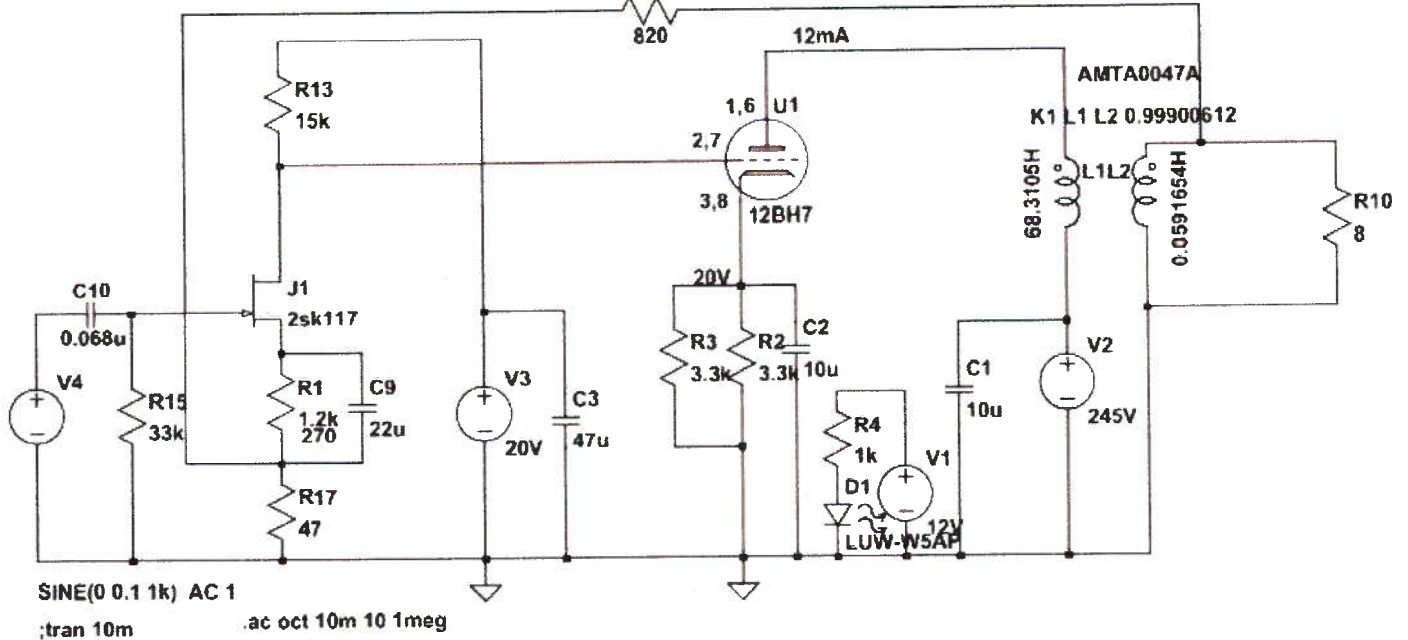 820
12mA
AMTA0047A
R13
15k
1,6 U1
K1 L1 L2 0.99900612
2,7
3,8
12BH7
68.3105H
L1
L2
0.0591654H
R10
8
C10
0.068u
J1
2sk117
20V
R3
3.3k
R2
3.3k
C2
10u
V4
R15
33k
R1
1.2k
270
C9
22u
V3
20V
C3
47u
R4
1k
V1
12V
D1
LUW-W5AP
C1
10u
V2
245V
R17
47
SINE(0 0.1 1k) AC 1
;tran 10m
.ac oct 10m 10 1meg